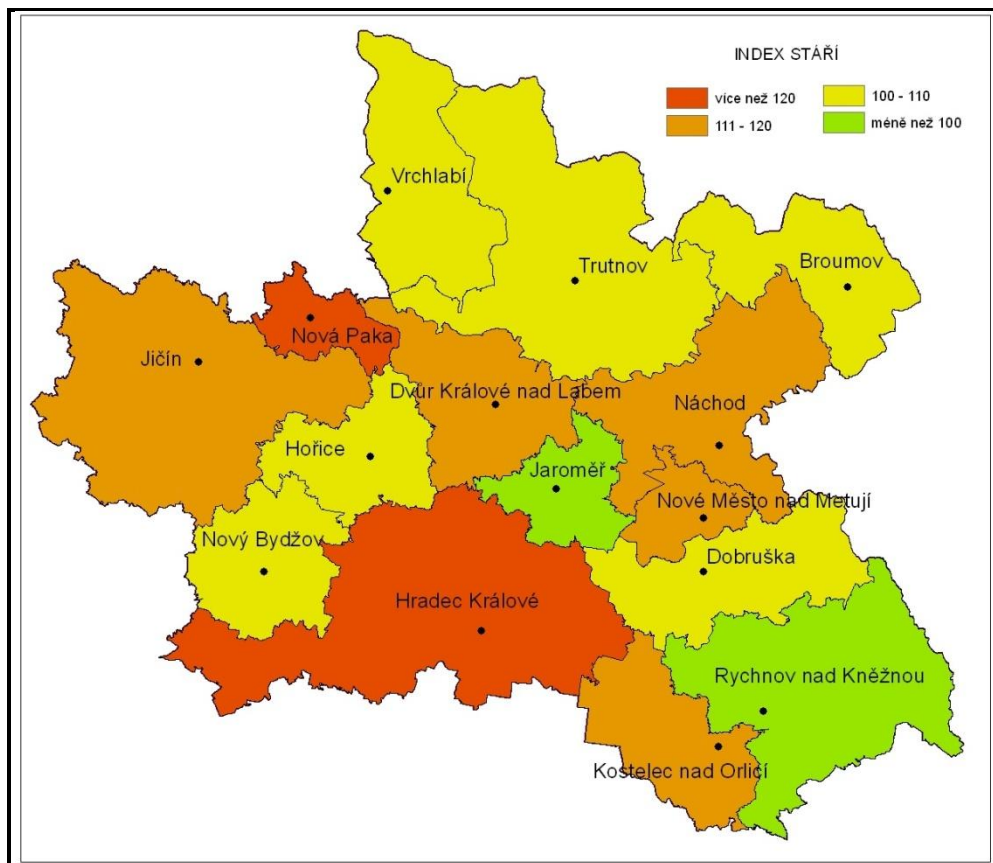 INDEX STÁŘÍ
více než 120
100 - 110
111 - 120
méně než 100
Vrchlabí
Trutnov
Broumov
Nová Paka
Jičín
Dvůr Králové nad Labem
Náchod
Hořice
Jaroměř
Nové Město nad Metují
Nový Bydžov
Dobruška
Hradec Králové
Rychnov nad Kněžnou
Kostelec nad Orlicí